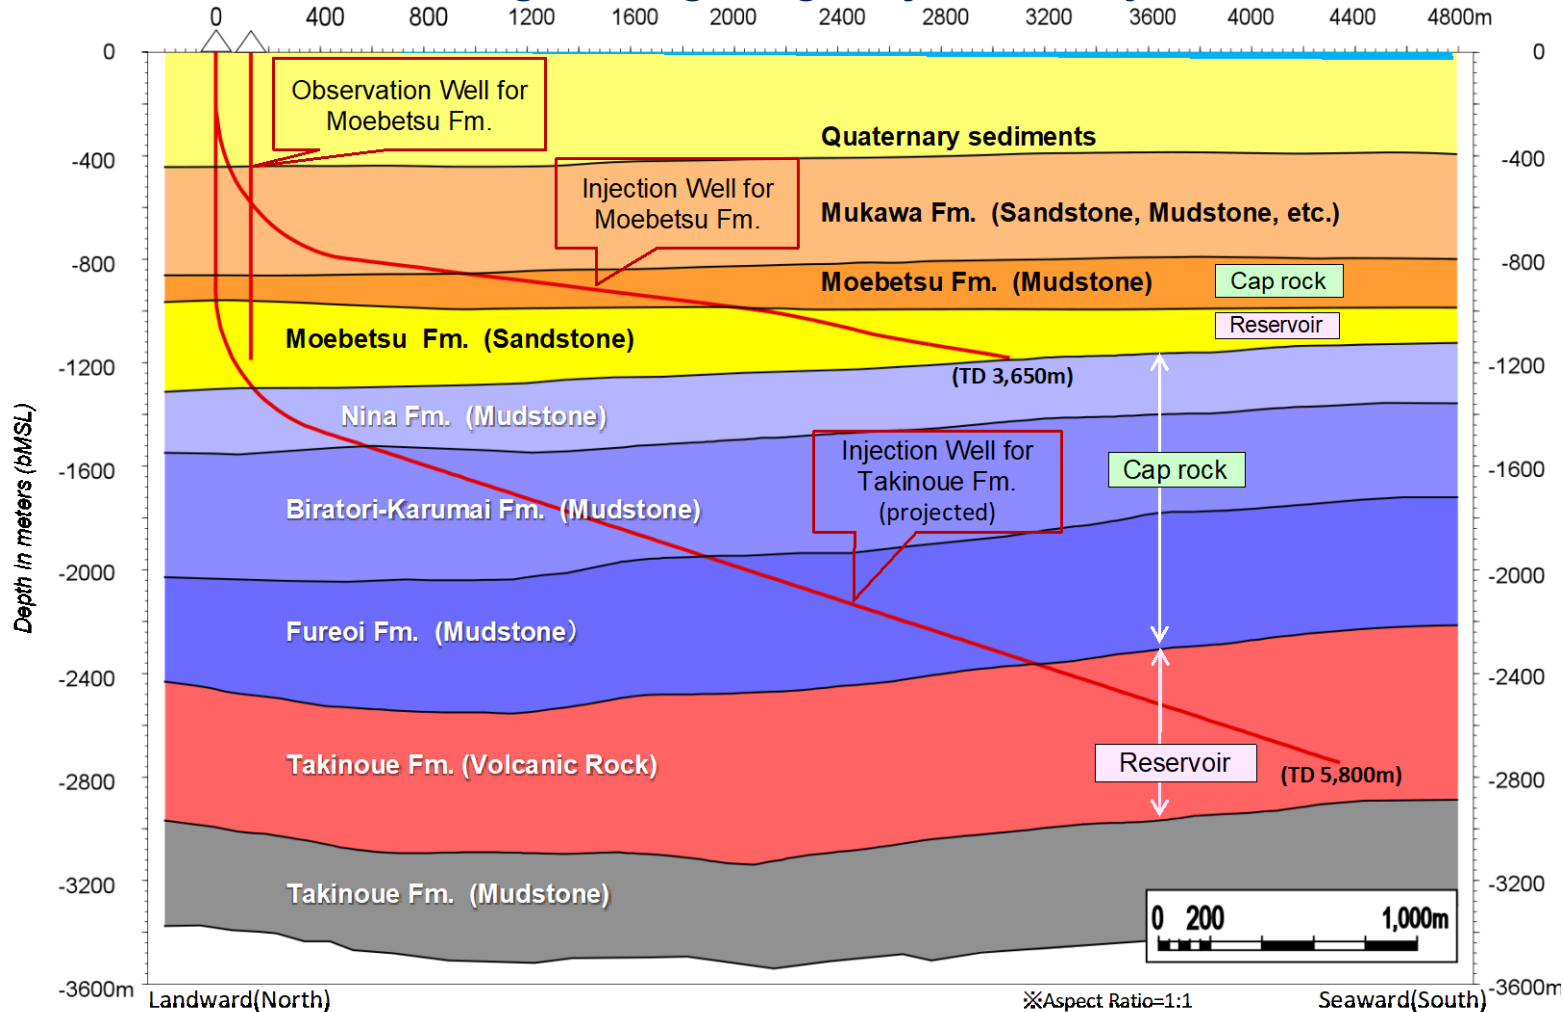 0 400 800 1200 1600 2000 2400 2800 3200 3600 4000 4400 4800m
0 0
Observation Well for
Moebetsu Fm.
Quaternary sediments
-400 -400
Injection Well for
Moebetsu Fm.
Mukawa Fm. (Sandstone, Mudstone, etc.)
-800 -800
Moebetsu Fm. (Mudstone)
Cap rock
Reservoir
Moebetsu Fm. (Sandstone)
-1200 -1200
(TD 3,650m)
Nina Fm. (Mudstone)
Depth in meters (bMSL)
Injection Well for
Takinoue Fm.
(projected)
-1600 -1600
Cap rock
Biratori-Karumai Fm. (Mudstone)
-2000 -2000
Fureoi Fm. (Mudstone）
-2400 -2400
Takinoue Fm. (Volcanic Rock)
Reservoir
-2800 -2800
(TD 5,800m)
-3200 -3200
Takinoue Fm. (Mudstone)
0 200 1,000m
-3600m -3600m
Landward(North)
※Aspect Ratio=1:1
Seaward(South)